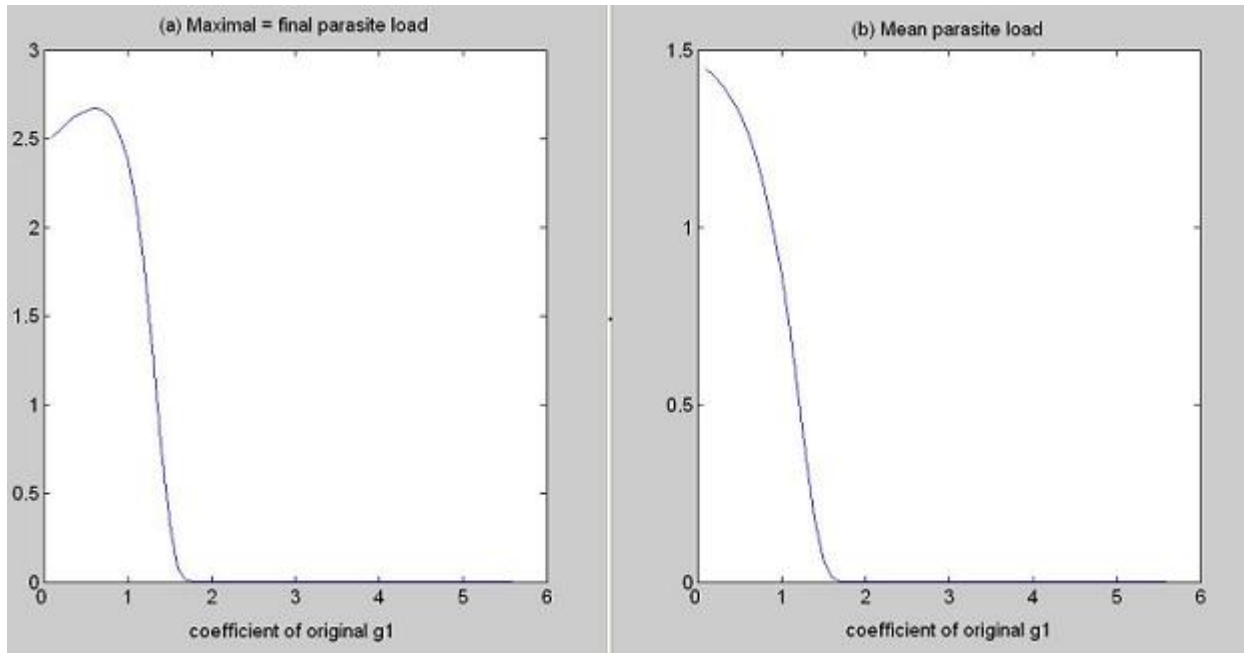 (a) Maximal = final parasite load
3
2.5
2
1.5
1
0.5
0
0 1 2 3 4 5 6
coefficient of original g1
(b) Mean parasite load
1.5
1
0.5
0
0 1 2 3 4 5 6
coefficient of original g1